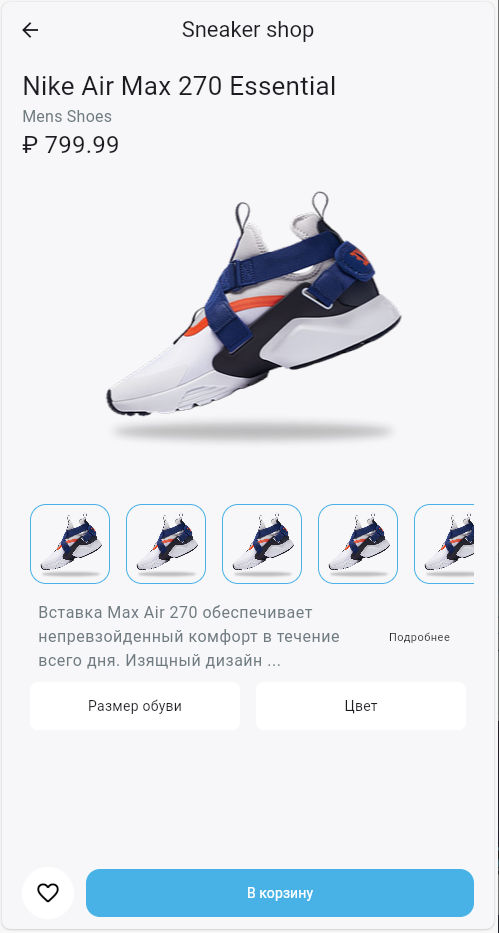 Sneaker shop
Nike Air Max 270 Essential
Mens Shoes
₽ 799.99
Вставка Max Air 270 обеспечивает
непревзойденный комфорт в течение
всего дня. Изящный дизайн ...
Подробнее
Размер обуви
Цвет
В корзину